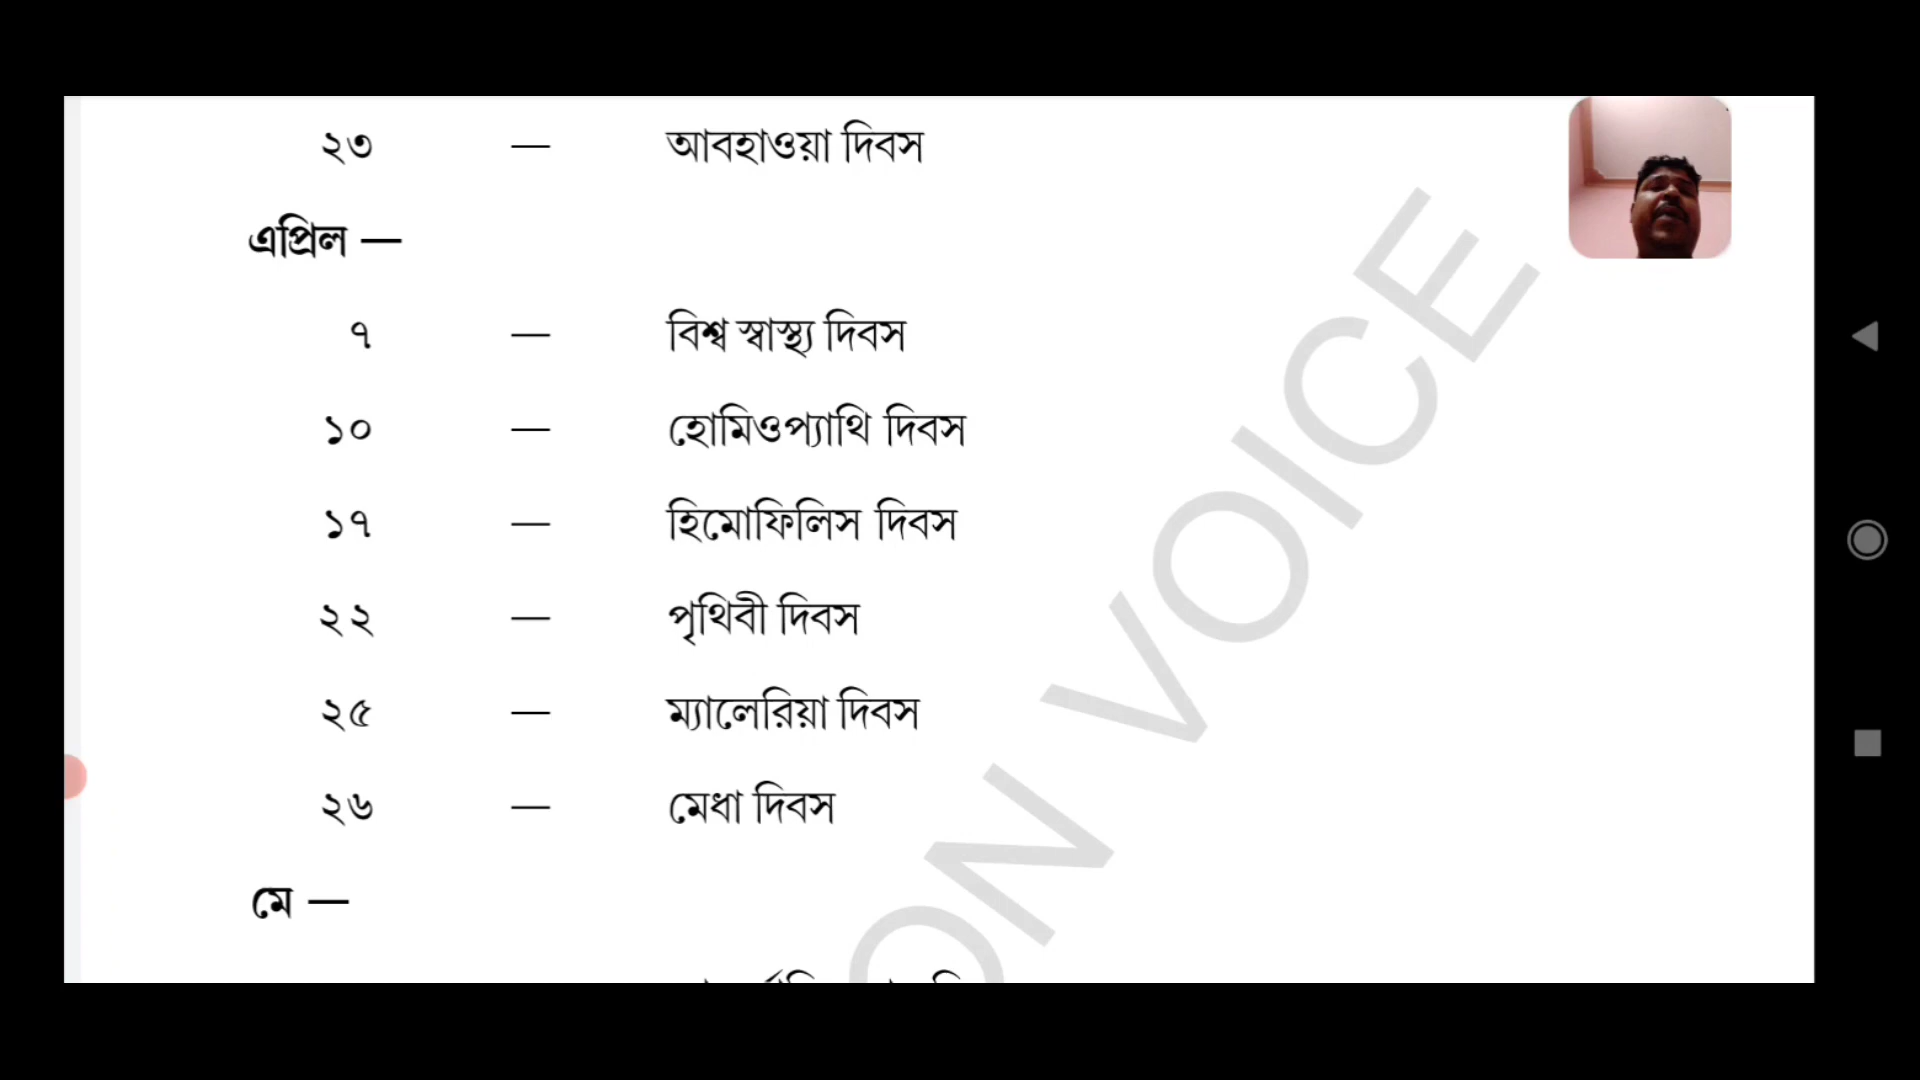 ২৩ — আবহাওয়া দিবস
এপ্রিল —
৭ — বিশ্ব স্বাস্থ্য দিবস
১০ — হোমিওপ্যাথি দিবস
১৭ — হিমোফিলিস দিবস
২২ — পৃথিবী দিবস
২৫ — ম্যালেরিয়া দিবস
২৬ — মেধা দিবস
মে —
ON VOICE